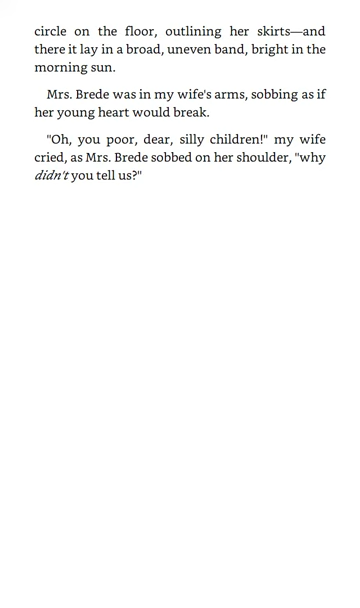 circle on the floor, outlining her skirts—and
there it lay in a broad, uneven band, bright in the
morning sun.
Mrs. Brede was in my wife's arms, sobbing as if
her young heart would break.
"Oh, you poor, dear, silly children!" my wife
cried, as Mrs. Brede sobbed on her shoulder, "why
didn't you tell us?"